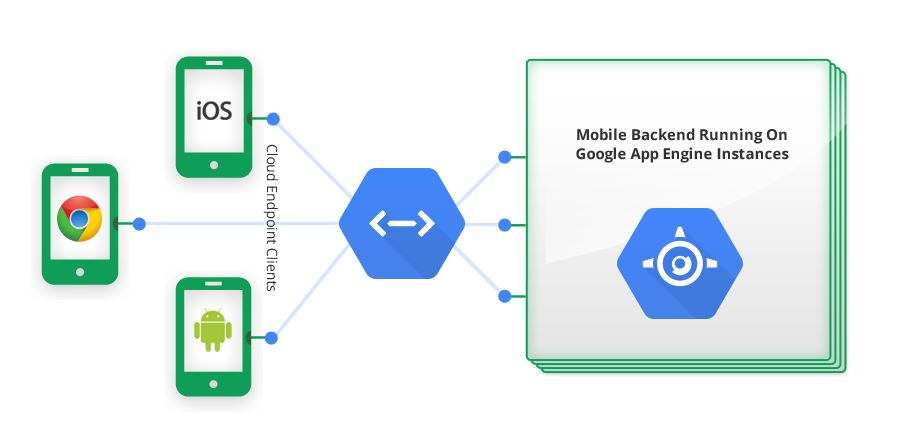 iOS
Cloud Endpoint Clients
Mobile Backend Running On
Google App Engine Instances